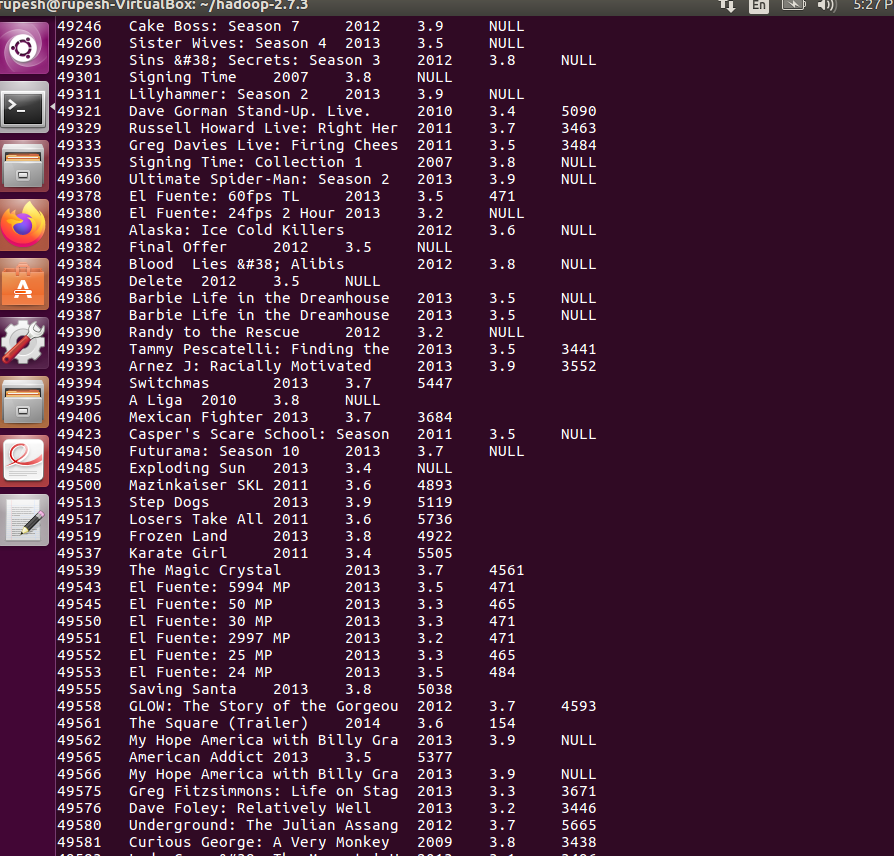 rupesh@rupesh-VirtualBox: ~/hadoop-2.7.3 En 5:27 P
49246 Cake Boss: Season 7 2012 3.9 NULL
49260 Sister Wives: Season 4 2013 3.5 NULL
49293 Sins &#38; Secrets: Season 3 2012 3.8 NULL
49301 Signing Time 2007 3.8 NULL
49311 Lilyhammer: Season 2 2013 3.9 NULL
49321 Dave Gorman Stand-Up. Live. 2010 3.4 5090
49329 Russell Howard Live: Right Her 2011 3.7 3463
49333 Greg Davies Live: Firing Chees 2011 3.5 3484
49335 Signing Time: Collection 1 2007 3.8 NULL
49360 Ultimate Spider-Man: Season 2 2013 3.9 NULL
49378 El Fuente: 60fps TL 2013 3.5 471
49380 El Fuente: 24fps 2 Hour 2013 3.2 NULL
49381 Alaska: Ice Cold Killers 2012 3.6 NULL
49382 Final Offer 2012 3.5 NULL
49384 Blood  Lies &#38; Alibis 2012 3.8 NULL
49385 Delete 2012 3.5 NULL
49386 Barbie Life in the Dreamhouse 2013 3.5 NULL
49387 Barbie Life in the Dreamhouse 2013 3.5 NULL
49390 Randy to the Rescue 2012 3.2 NULL
49392 Tammy Pescatelli: Finding the 2013 3.5 3441
49393 Arnez J: Racially Motivated 2013 3.9 3552
49394 Switchmas 2013 3.7 5447
49395 A Liga 2010 3.8 NULL
49406 Mexican Fighter 2013 3.7 3684
49423 Casper's Scare School: Season 2011 3.5 NULL
49450 Futurama: Season 10 2013 3.7 NULL
49485 Exploding Sun 2013 3.4 NULL
49500 Mazinkaiser SKL 2011 3.6 4893
49513 Step Dogs 2013 3.9 5119
49517 Losers Take All 2011 3.6 5736
49519 Frozen Land 2013 3.8 4922
49537 Karate Girl 2011 3.4 5505
49539 The Magic Crystal 2013 3.7 4561
49543 El Fuente: 5994 MP 2013 3.5 471
49545 El Fuente: 50 MP 2013 3.3 465
49550 El Fuente: 30 MP 2013 3.3 471
49551 El Fuente: 2997 MP 2013 3.2 471
49552 El Fuente: 25 MP 2013 3.3 465
49553 El Fuente: 24 MP 2013 3.5 484
49555 Saving Santa 2013 3.8 5038
49558 GLOW: The Story of the Gorgeou 2012 3.7 4593
49561 The Square (Trailer) 2014 3.6 154
49562 My Hope America with Billy Gra 2013 3.9 NULL
49565 American Addict 2013 3.5 5377
49566 My Hope America with Billy Gra 2013 3.9 NULL
49575 Greg Fitzsimmons: Life on Stag 2013 3.3 3671
49576 Dave Foley: Relatively Well 2013 3.2 3446
49580 Underground: The Julian Assang 2012 3.7 5665
49581 Curious George: A Very Monkey 2009 3.8 3438